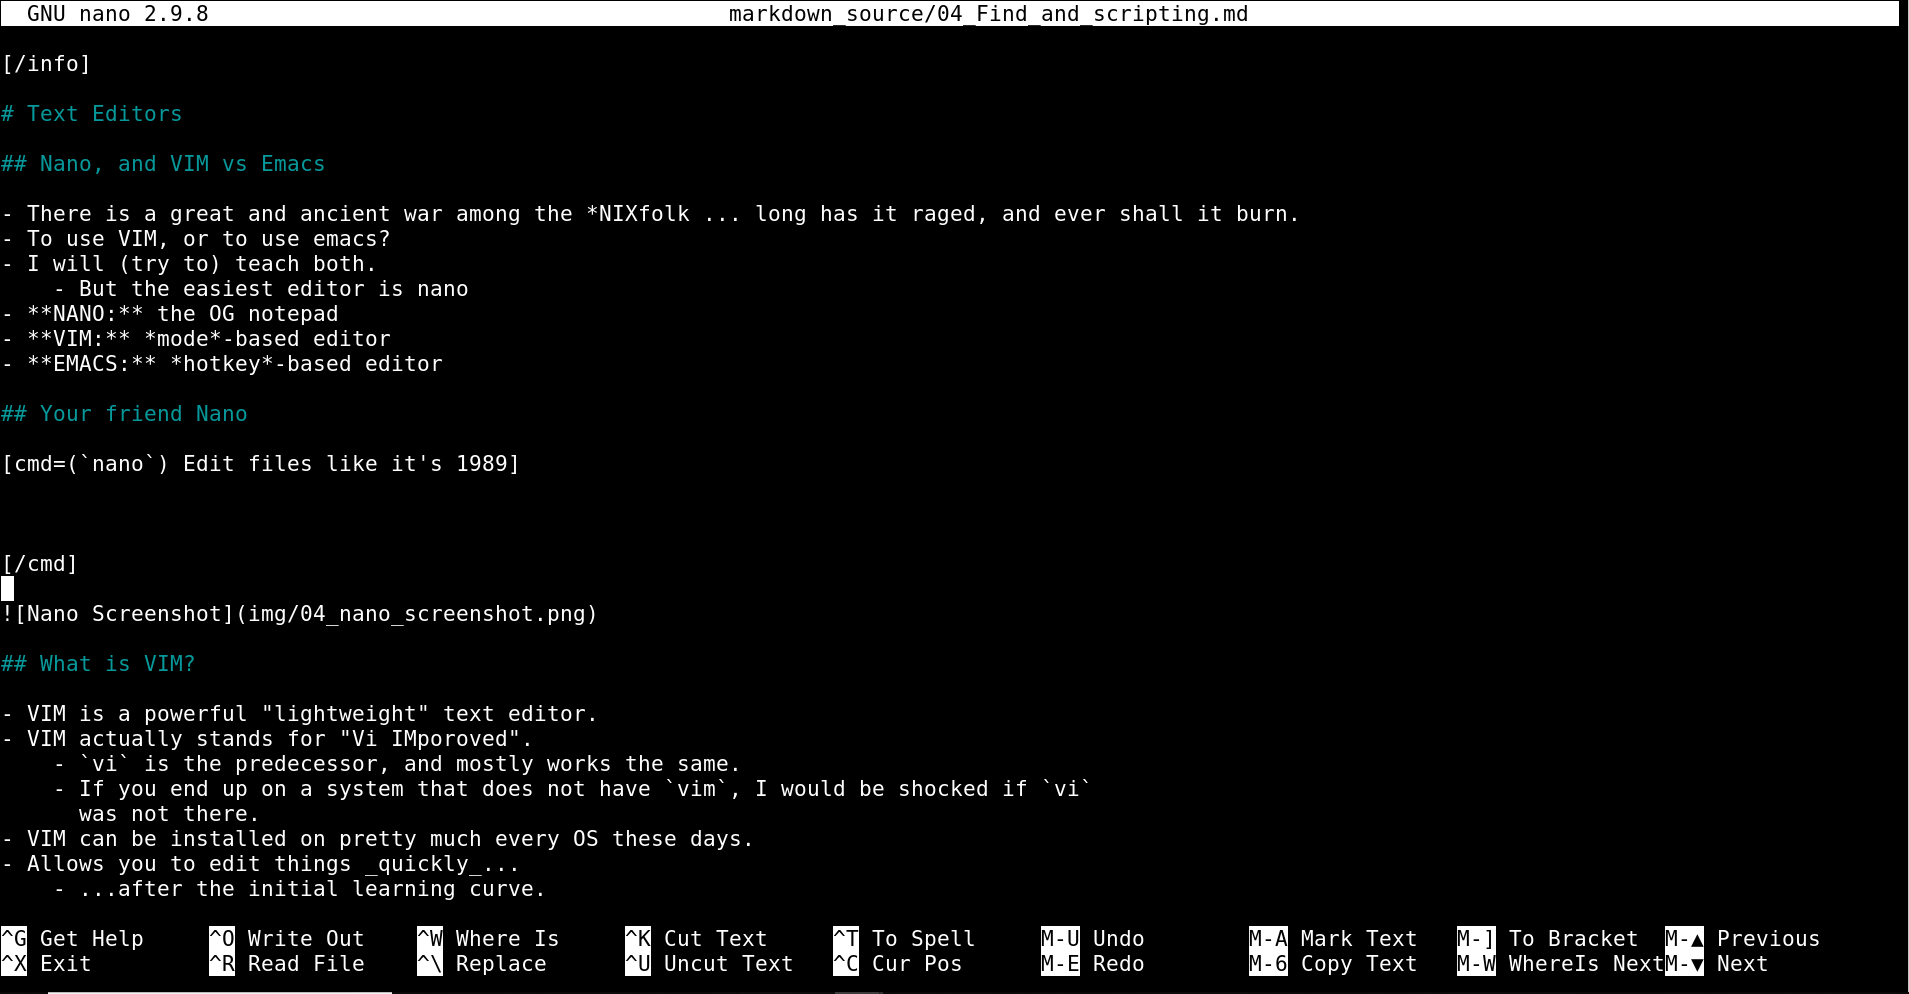 GNU nano 2.9.8 markdown_source/04_Find_and_scripting.md
[/info]
# Text Editors
## Nano, and VIM vs Emacs
- There is a great and ancient war among the *NIXfolk ... long has it raged, and ever shall it burn.
- To use VIM, or to use emacs?
- I will (try to) teach both.
    - But the easiest editor is nano
- **NANO:** the OG notepad
- **VIM:** *mode*-based editor
- **EMACS:** *hotkey*-based editor
## Your friend Nano
[cmd=(`nano`) Edit files like it's 1989]
[/cmd]
![Nano Screenshot](img/04_nano_screenshot.png)
## What is VIM?
- VIM is a powerful "lightweight" text editor.
- VIM actually stands for "Vi IMporoved".
    - `vi` is the predecessor, and mostly works the same.
    - If you end up on a system that does not have `vim`, I would be shocked if `vi`
      was not there.
- VIM can be installed on pretty much every OS these days.
- Allows you to edit things _quickly_...
    - ...after the initial learning curve.
^G Get Help ^O Write Out ^W Where Is ^K Cut Text ^T To Spell M-U Undo M-A Mark Text M-] To Bracket M-▲ Previous
^X Exit ^R Read File ^\ Replace ^U Uncut Text ^C Cur Pos M-E Redo M-6 Copy Text M-W WhereIs Next M-▼ Next